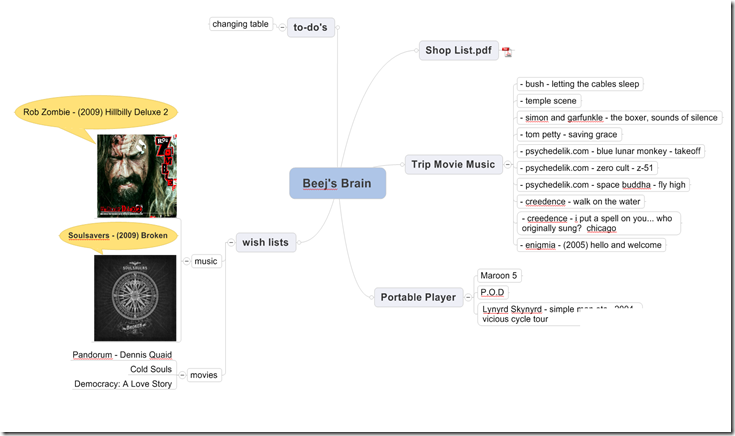 changing table
to-do's
Shop List.pdf
Rob Zombie - (2009) Hillbilly Deluxe 2
Soulsavers - (2009) Broken
SOULSAVERS
BROKEN
music
wish lists
Pandorum - Dennis Quaid
Cold Souls
Democracy: A Love Story
movies
Beej's Brain
Trip Movie Music
- bush - letting the cables sleep
- temple scene
- simon and garfunkle - the boxer, sounds of silence
- tom petty - saving grace
- psychedelik.com - blue lunar monkey - takeoff
- psychedelik.com - zero cult - z-51
- psychedelik.com - space buddha - fly high
- creedence - walk on the water
- creedence - i put a spell on you... who
originally sung? chicago
- enigmia - (2005) hello and welcome
Portable Player
Maroon 5
P.O.D
Lynyrd Skynyrd - simple
vicious cycle tour